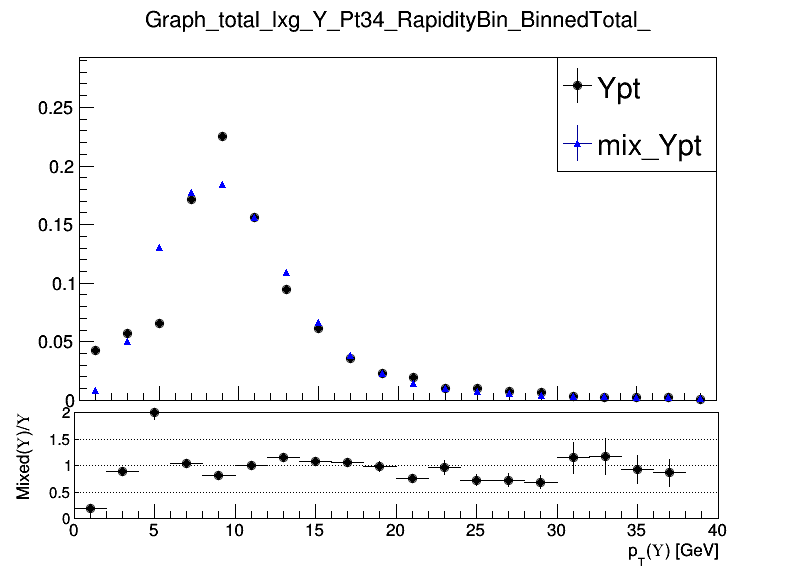 Graph_total_lxg_Y_Pt34_RapidityBin_BinnedTotal_
Ypt
mix_Ypt
0.25
0.2
0.15
0.1
0.05
0
Mixed(Υ)/Υ
2
1.5
1
0.5
0
0 5 10 15 20 25 30 35 40
p_T(Υ) [GeV]